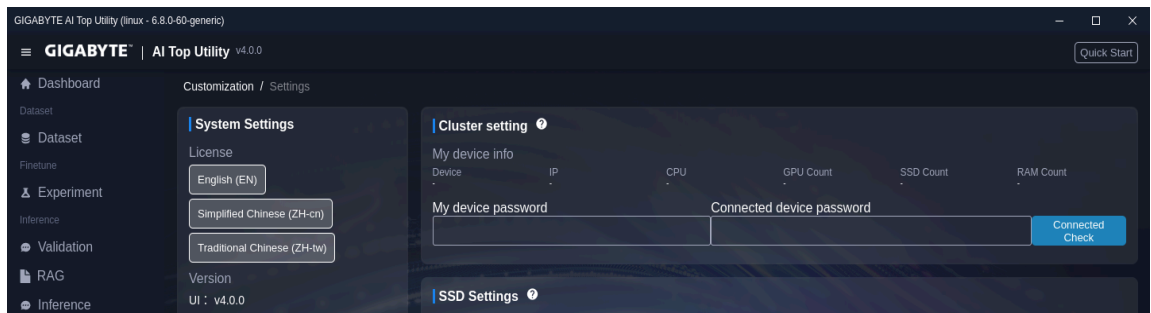 GIGABYTE AI Top Utility (linux - 6.8.0-60-generic)
GIGABYTE™ | AI Top Utility v4.0.0
Quick Start
Dashboard
Dataset
Dataset
Finetune
Experiment
Inference
Validation
RAG
Inference
Customization / Settings
System Settings
License
English (EN)
Simplified Chinese (ZH-cn)
Traditional Chinese (ZH-tw)
Version
UI： v4.0.0
Cluster setting ?
My device info
Device IP CPU GPU Count SSD Count RAM Count
- - - - - -
My device password Connected device password
Connected
Check
SSD Settings ?